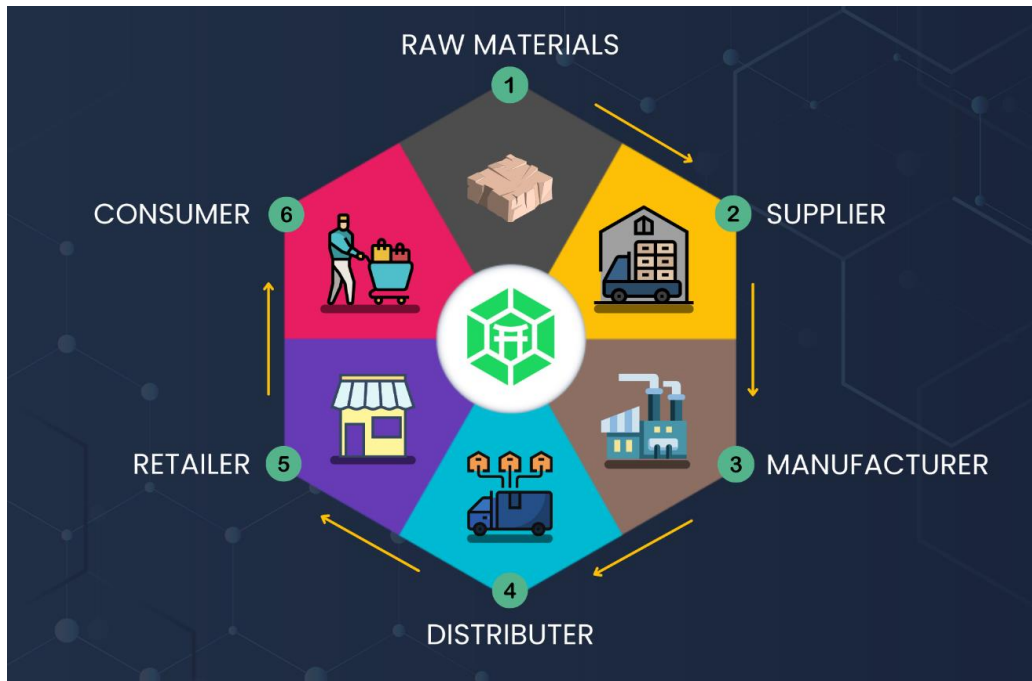 RAW MATERIALS
1
2
SUPPLIER
3
MANUFACTURER
4
DISTRIBUTER
RETAILER
5
CONSUMER
6